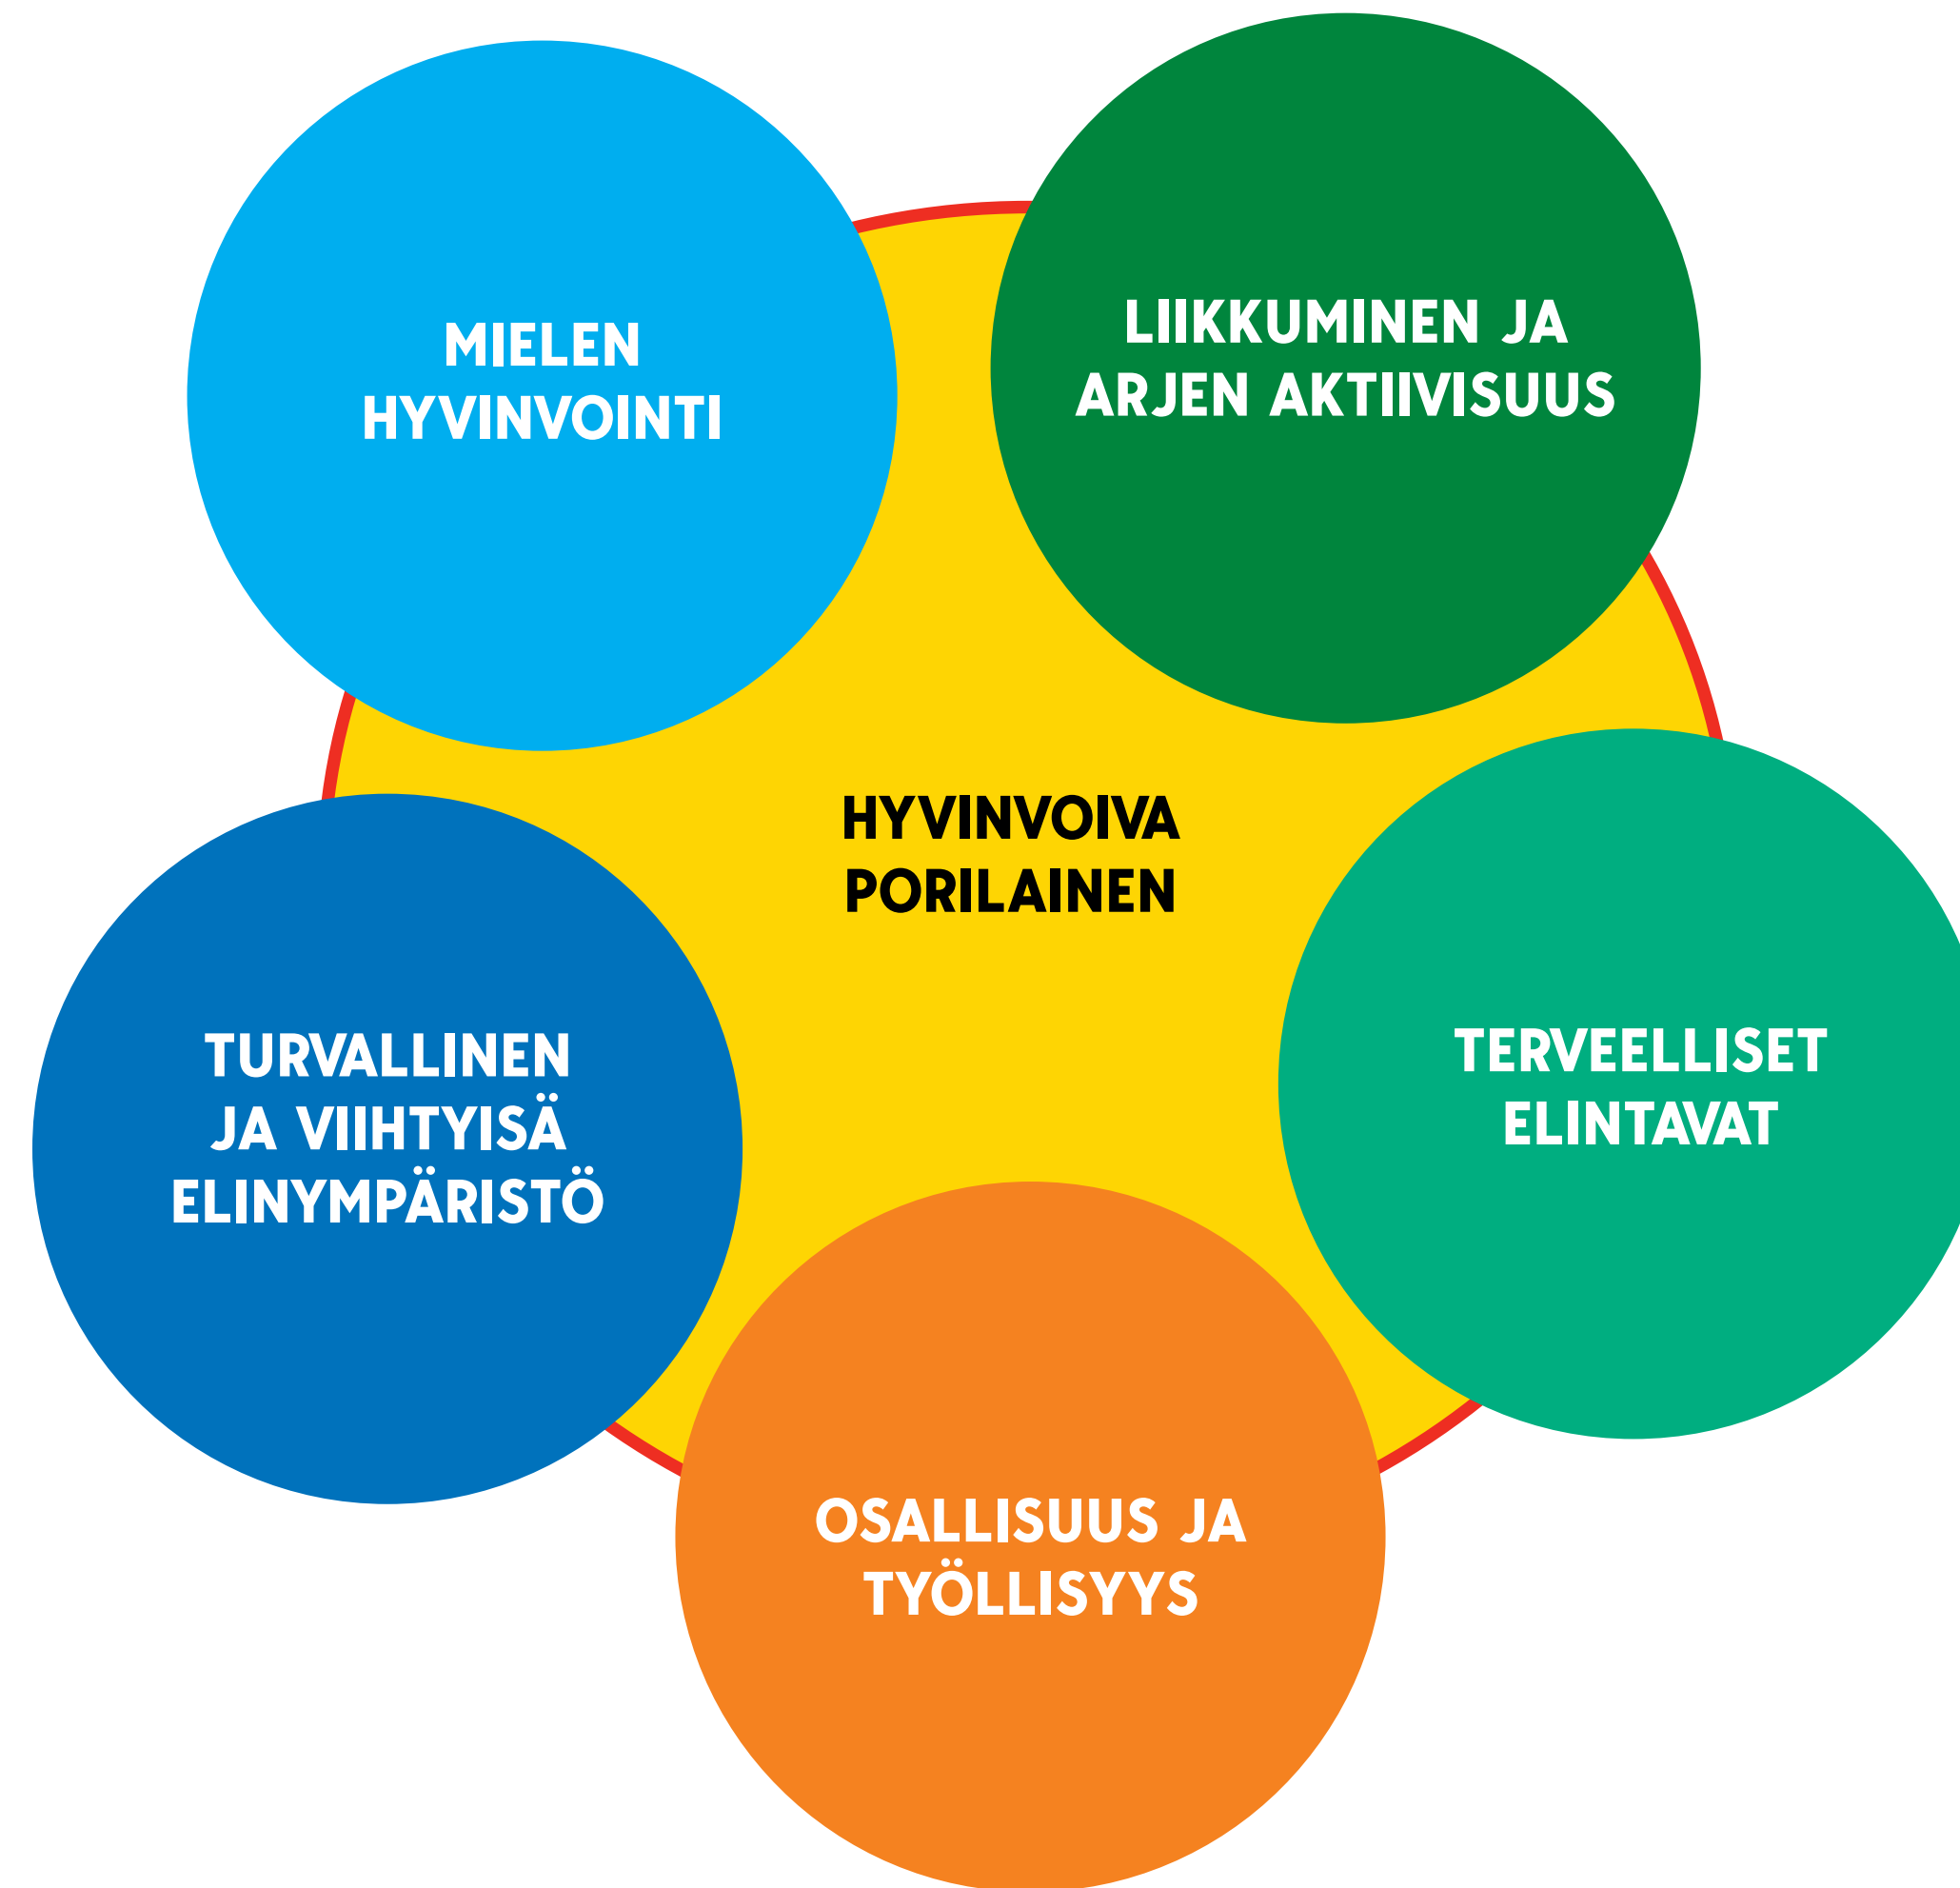 MIELEN
HYVINVOINTI
LIIKKUMINEN JA
ARJEN AKTIIVISUUS
HYVINVOIVA
PORILAINEN
TURVALLINEN
JA VIIHTYISÄ
ELINYMPÄRISTÖ
TERVEELLISET
ELINTAVAT
OSALLISUUS JA
TYÖLLISYYS